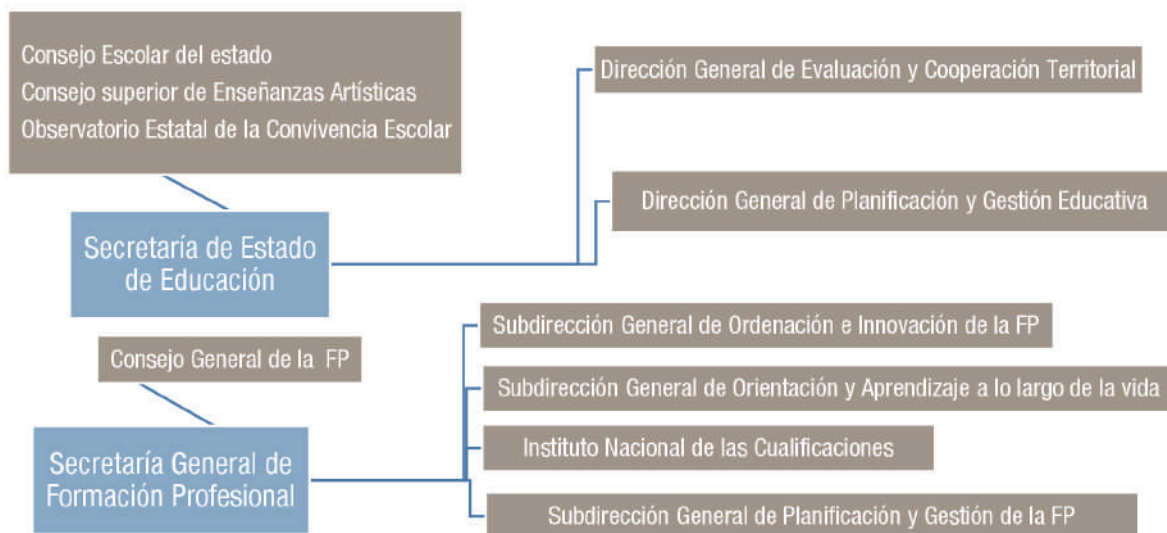 Consejo Escolar del estado
Consejo superior de Enseñanzas Artísticas
Observatorio Estatal de la Convivencia Escolar
Dirección General de Evaluación y Cooperación Territorial
Dirección General de Planificación y Gestión Educativa
Secretaría de Estado
de Educación
Subdirección General de Ordenación e Innovación de la FP
Consejo General de la FP
Subdirección General de Orientación y Aprendizaje a lo largo de la vida
Instituto Nacional de las Cualificaciones
Secretaría General de
Formación Profesional
Subdirección General de Planificación y Gestión de la FP